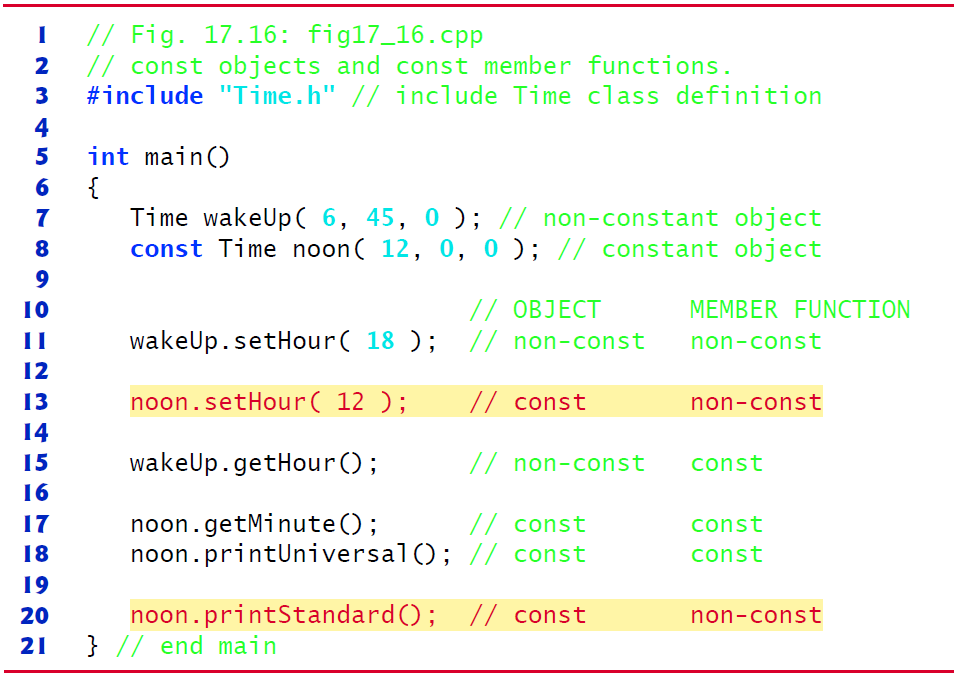 1 // Fig. 17.16: fig17_16.cpp
2 // const objects and const member functions.
3 #include "Time.h" // include Time class definition
4
5 int main()
6 {
7 Time wakeUp( 6, 45, 0 ); // non-constant object
8 const Time noon( 12, 0, 0 ); // constant object
9
10 // OBJECT MEMBER FUNCTION
11 wakeUp.setHour( 18 ); // non-const non-const
12
13 noon.setHour( 12 ); // const non-const
14
15 wakeUp.getHour(); // non-const const
16
17 noon.getMinute(); // const const
18 noon.printUniversal(); // const const
19
20 noon.printStandard(); // const non-const
21 } // end main